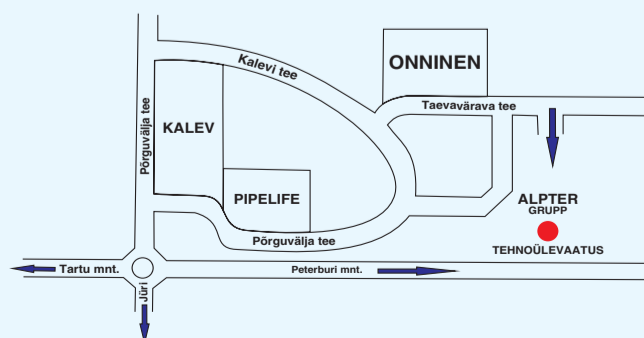 Kalevi tee
ONNINEN
Taevavärava tee
Põrguvälja tee
KALEV
PIPELIFE
ALPTER
GRUPP
Põrguvälja tee
TEHNOÜLEVAATUS
Tartu mnt.
Peterburi mnt.
Jüri